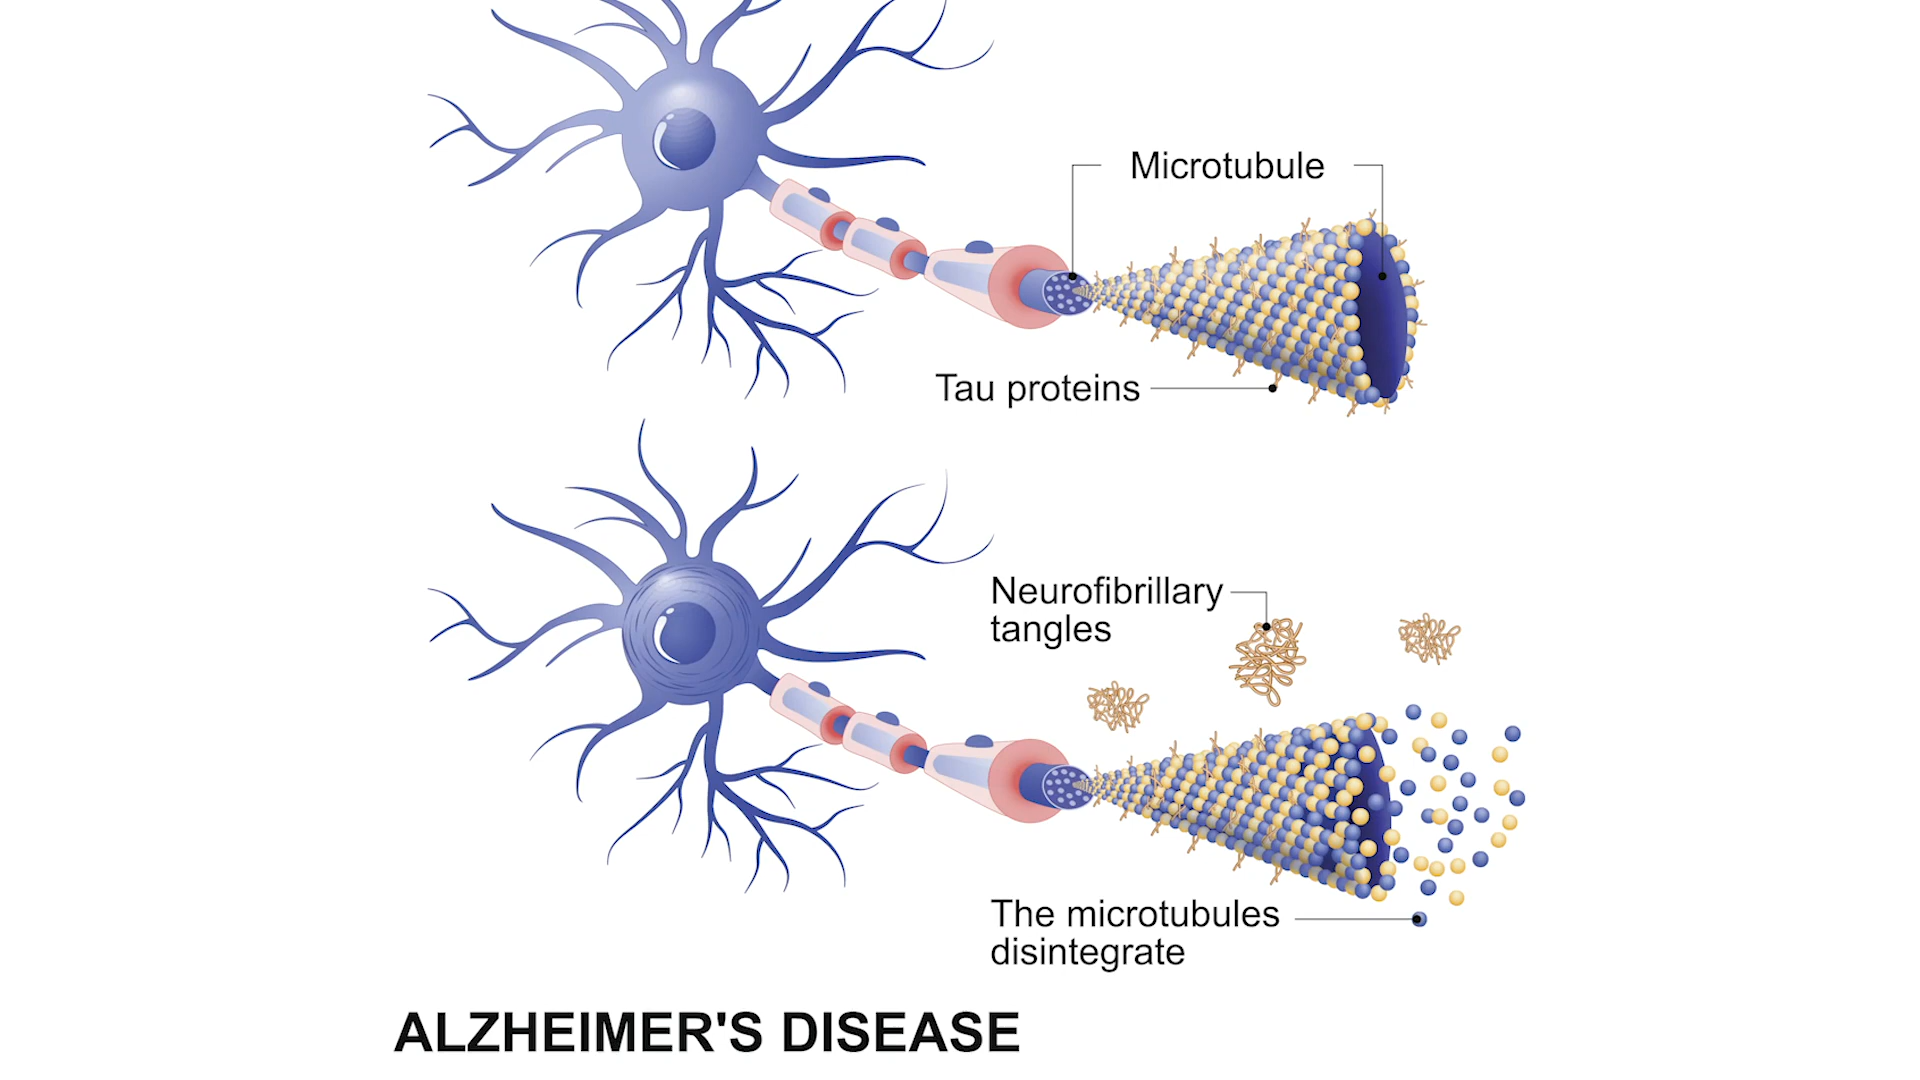 Microtubule
Tau proteins
Neurofibrillary
tangles
The microtubules
disintegrate
ALZHEIMER'S DISEASE